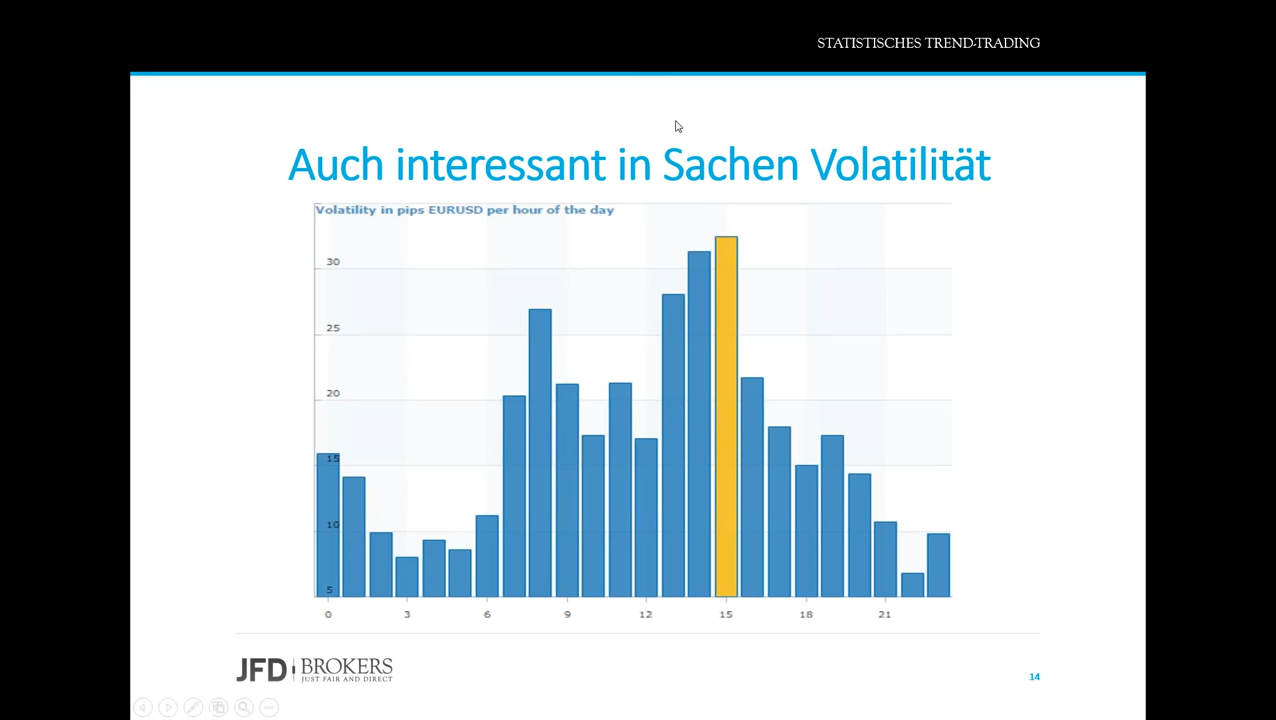 STATISTISCHES TREND-TRADING
Auch interessant in Sachen Volatilität
Volatility in pips EURUSD per hour of the day
30
25
20
15
10
5
0 3 6 9 12 15 18 21
JFD BROKERS
JUST FAIR AND DIRECT
14